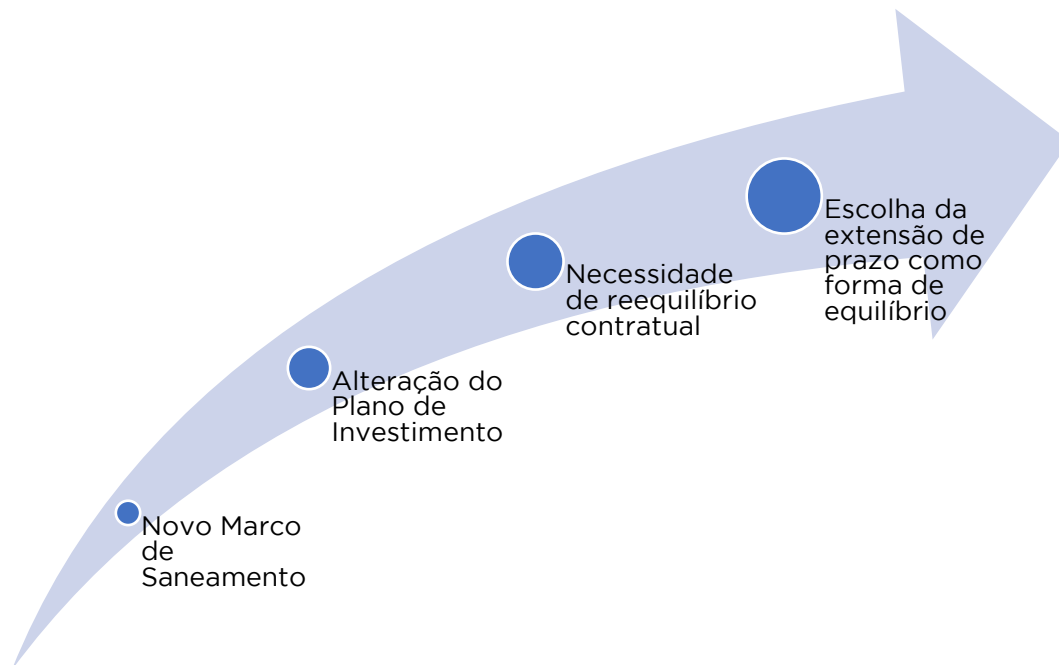 Novo Marco
de
Saneamento
Alteração do
Plano de
Investimento
Necessidade
de reequilíbrio
contratual
Escolha da
extensão de
prazo como
forma de
equilíbrio